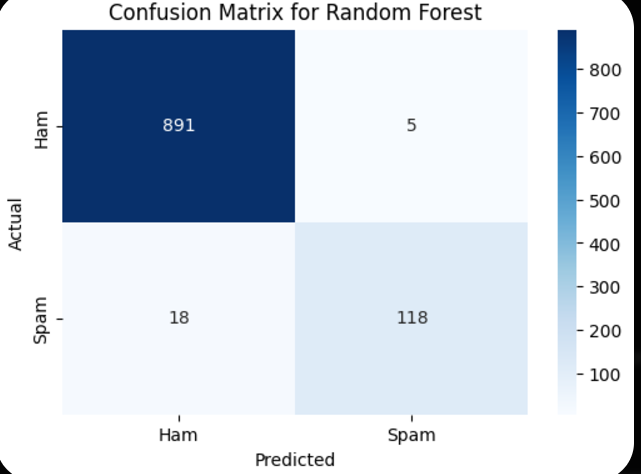 Confusion Matrix for Random Forest
Ham
891
5
Actual
Spam
18
118
Ham
Spam
Predicted
800
700
600
500
400
300
200
100